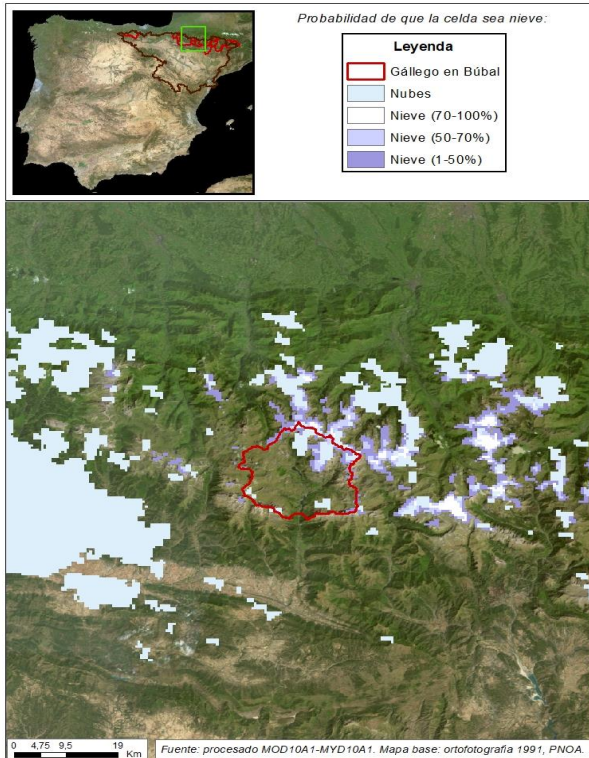 Probabilidad de que la celda sea nieve:
Leyenda
Gállego en Búbal
Nubes
Nieve (70-100%)
Nieve (50-70%)
Nieve (1-50%)
0 4,75 9,5 19
Km
Fuente: procesado MOD10A1-MYD10A1. Mapa base: ortofotografia 1991, PNOA.